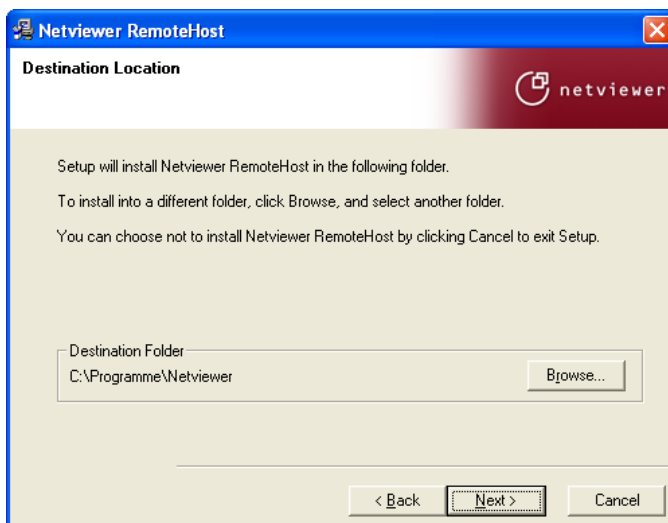 Netviewer RemoteHost
Destination Location
netviewer
Setup will install Netviewer RemoteHost in the following folder.
To install into a different folder, click Browse, and select another folder.
You can choose not to install Netviewer RemoteHost by clicking Cancel to exit Setup.
Destination Folder
C:\Programme\Netviewer
Browse...
< Back
Next >
Cancel